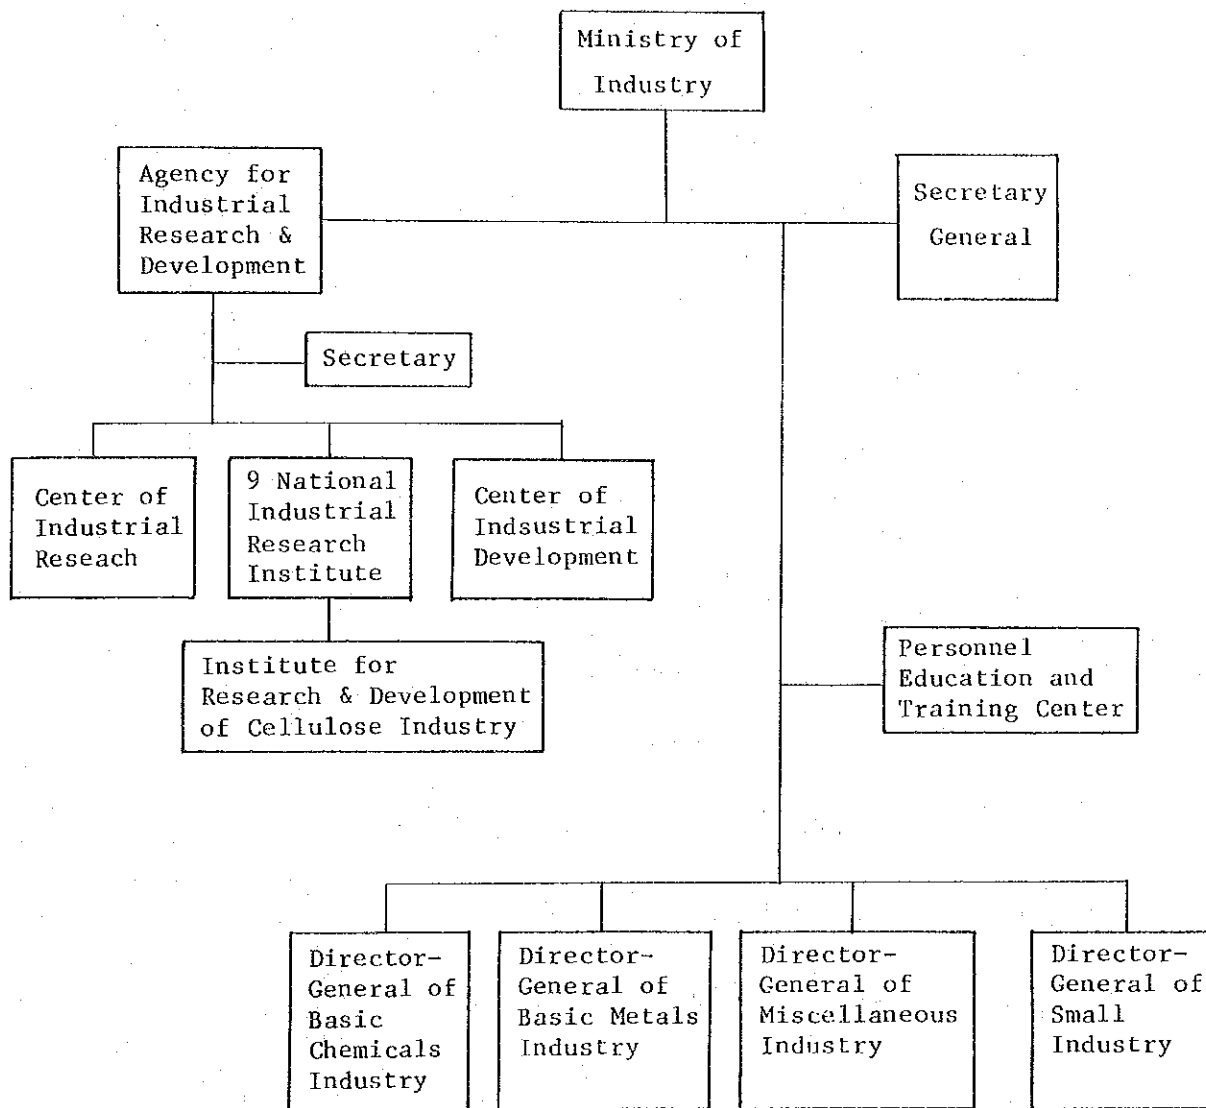 Ministry of
Industry
Agency for
Industrial
Research &
Development
Secretary
General
Secretary
Center of
Industrial
Reseach
9 National
Industrial
Research
Institute
Center of
Indsustrial
Development
Institute for
Research & Development
of Cellulose Industry
Personnel
Education and
Training Center
Director-
General of
Basic
Chemicals
Industry
Director-
General of
Basic Metals
Industry
Director-
General of
Miscellaneous
Industry
Director-
General of
Small
Industry